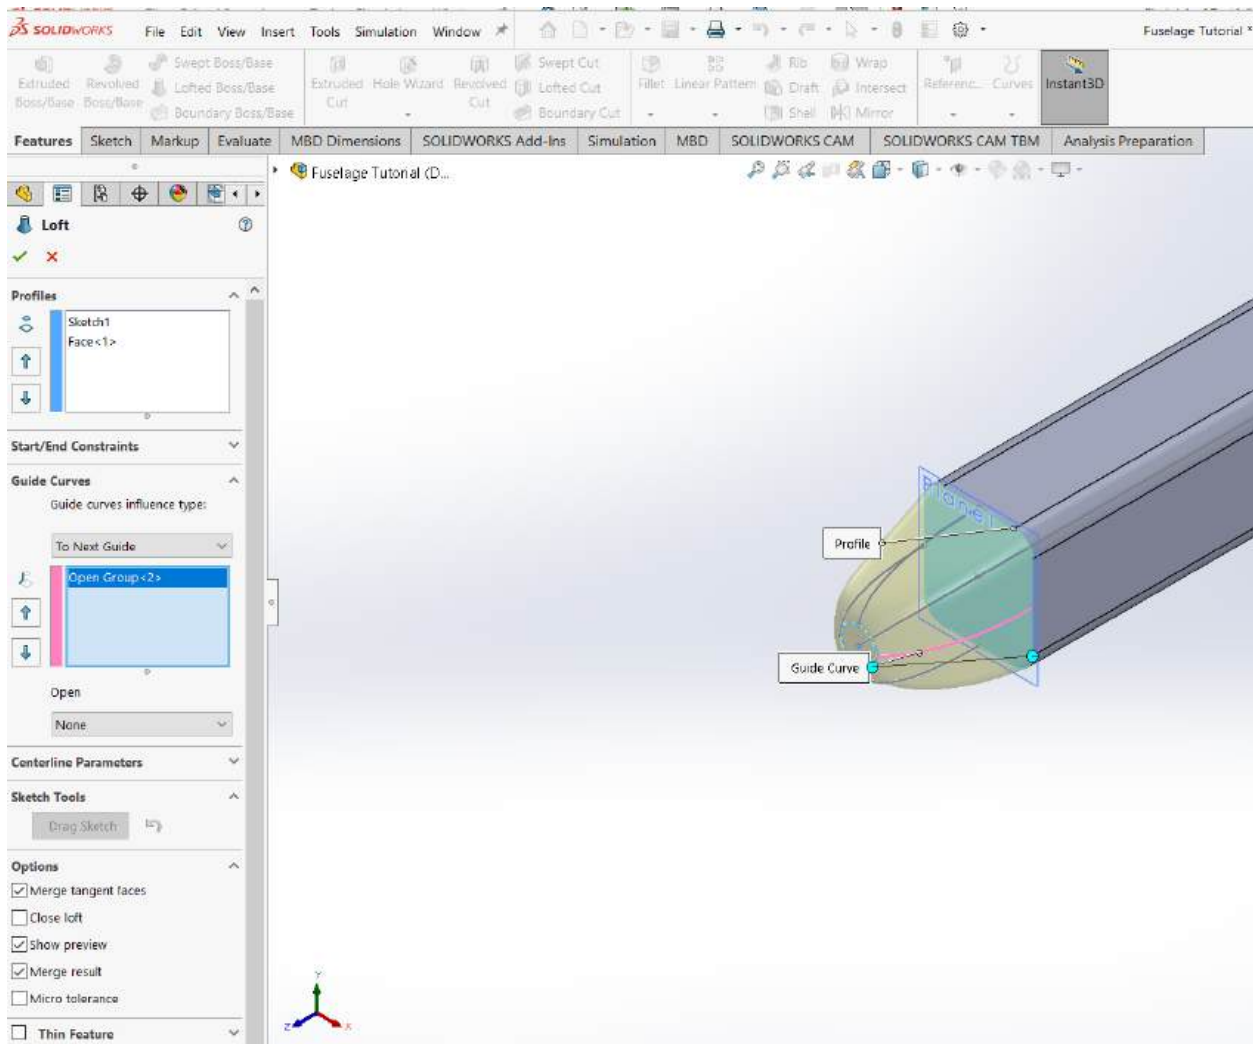 SOLIDWORKS File Edit View Insert Tools Simulation Window Fuselage Tutorial *
Extruded Boss/Base
Revolved Boss/Base
Swept Boss/Base
Lofted Boss/Base
Boundary Boss/Base
Extruded Cut
Hole Wizard
Revolved Cut
Swept Cut
Lofted Cut
Boundary Cut
Fillet
Linear Pattern
Rib
Draft
Shell
Wrap
Intersect
Mirror
Referenc...
Curves
Instant3D
Features Sketch Markup Evaluate MBD Dimensions SOLIDWORKS Add-Ins Simulation MBD SOLIDWORKS CAM SOLIDWORKS CAM TBM Analysis Preparation
Fuselage Tutorial (D...
Loft
Profiles
Sketch1
Face<1>
Start/End Constraints
Guide Curves
Guide curves influence type:
To Next Guide
Open Group<2>
Open
None
Centerline Parameters
Sketch Tools
Drag Sketch
Options
Merge tangent faces
Close loft
Show preview
Merge result
Micro tolerance
Thin Feature
Plane1
Profile
Guide Curve
Y
Z
X